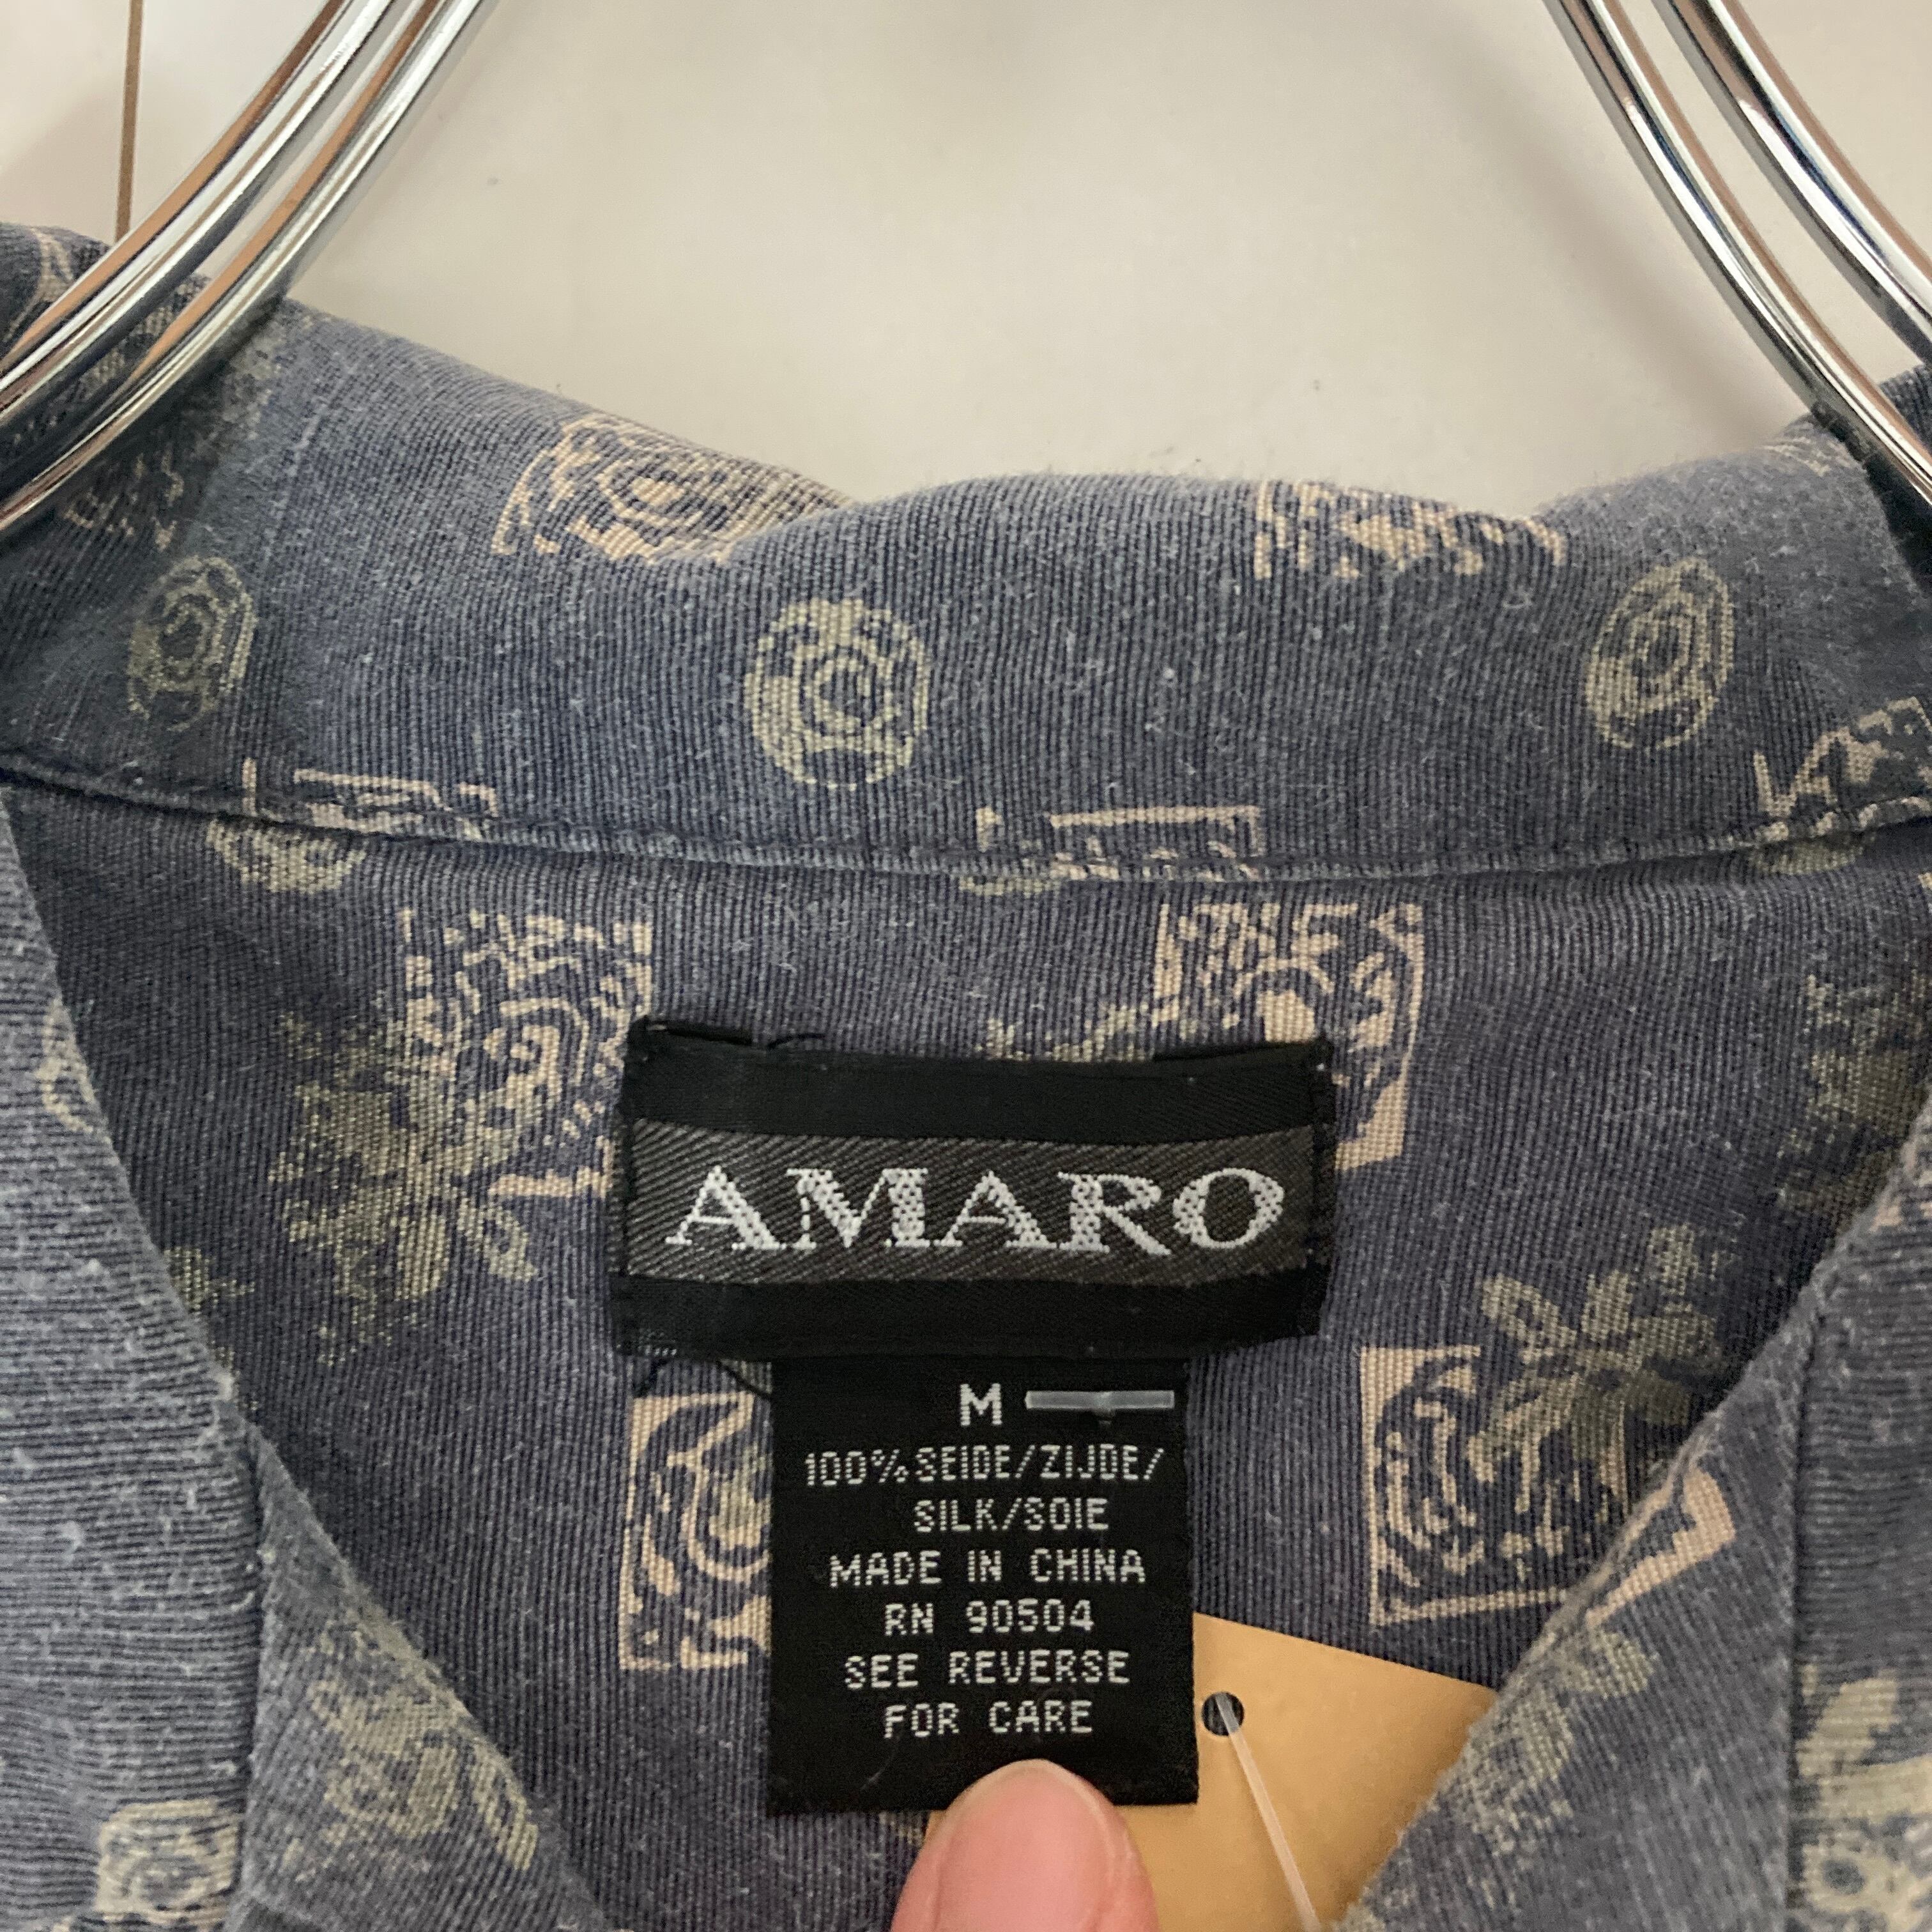 AMARO
M
100% SEIDE/ZIJDE/
SILK/SOIE
MADE IN CHINA
RN 90504
SEE REVERSE
FOR CARE